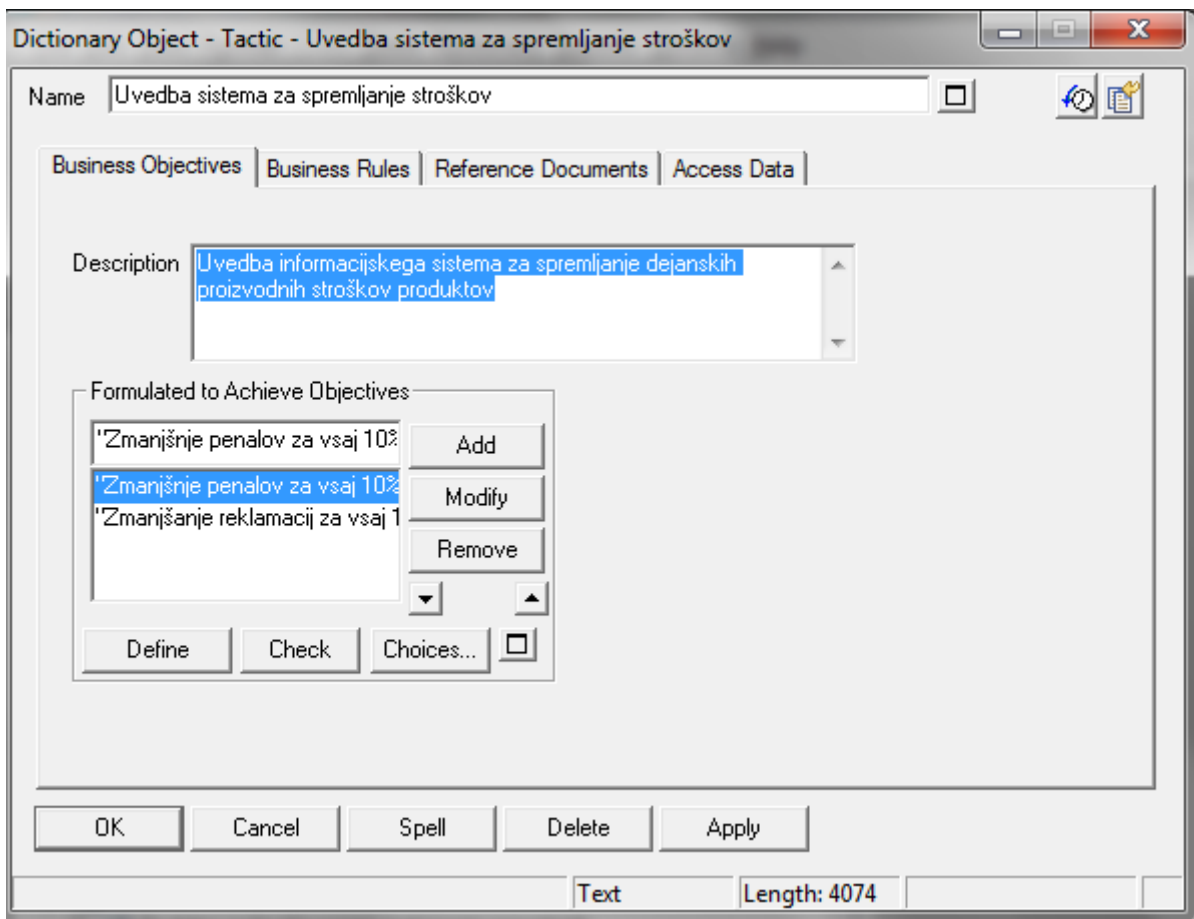 Dictionary Object - Tactic - Uvedba sistema za spremljanje stroškov
Name Uvedba sistema za spremljanje stroškov
Business Objectives Business Rules Reference Documents Access Data
Description Uvedba informacijskega sistema za spremljanje dejanskih
proizvodnih stroškov produktov
Formulated to Achieve Objectives
"Zmanjšnje penalov za vsaj 10%
Add
"Zmanjšnje penalov za vsaj 10%
Modify
"Zmanjšanje reklamacij za vsaj 1
Remove
Define Check Choices...
OK Cancel Spell Delete Apply
Text Length: 4074